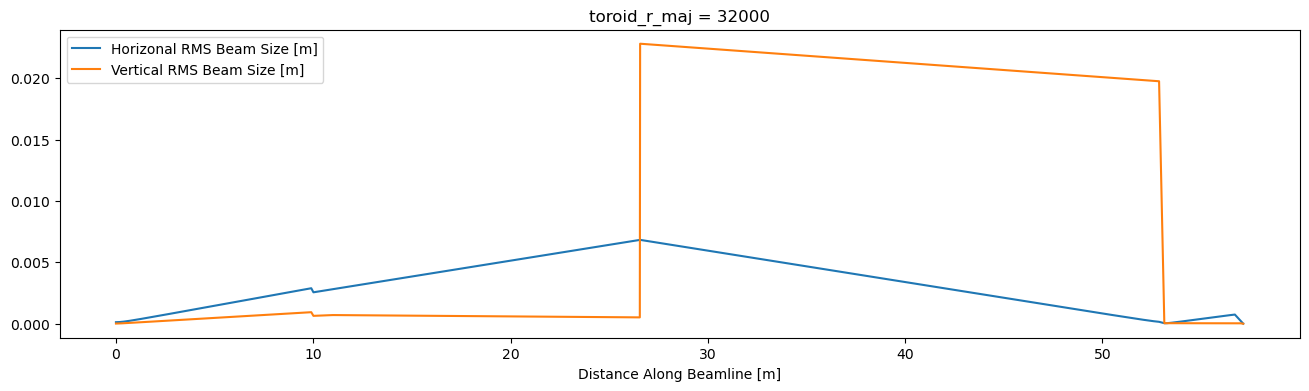 toroid_r_maj = 32000
Horizonal RMS Beam Size [m]
Vertical RMS Beam Size [m]
0.020
0.015
0.010
0.005
0.000
0 10 20 30 40 50
Distance Along Beamline [m]